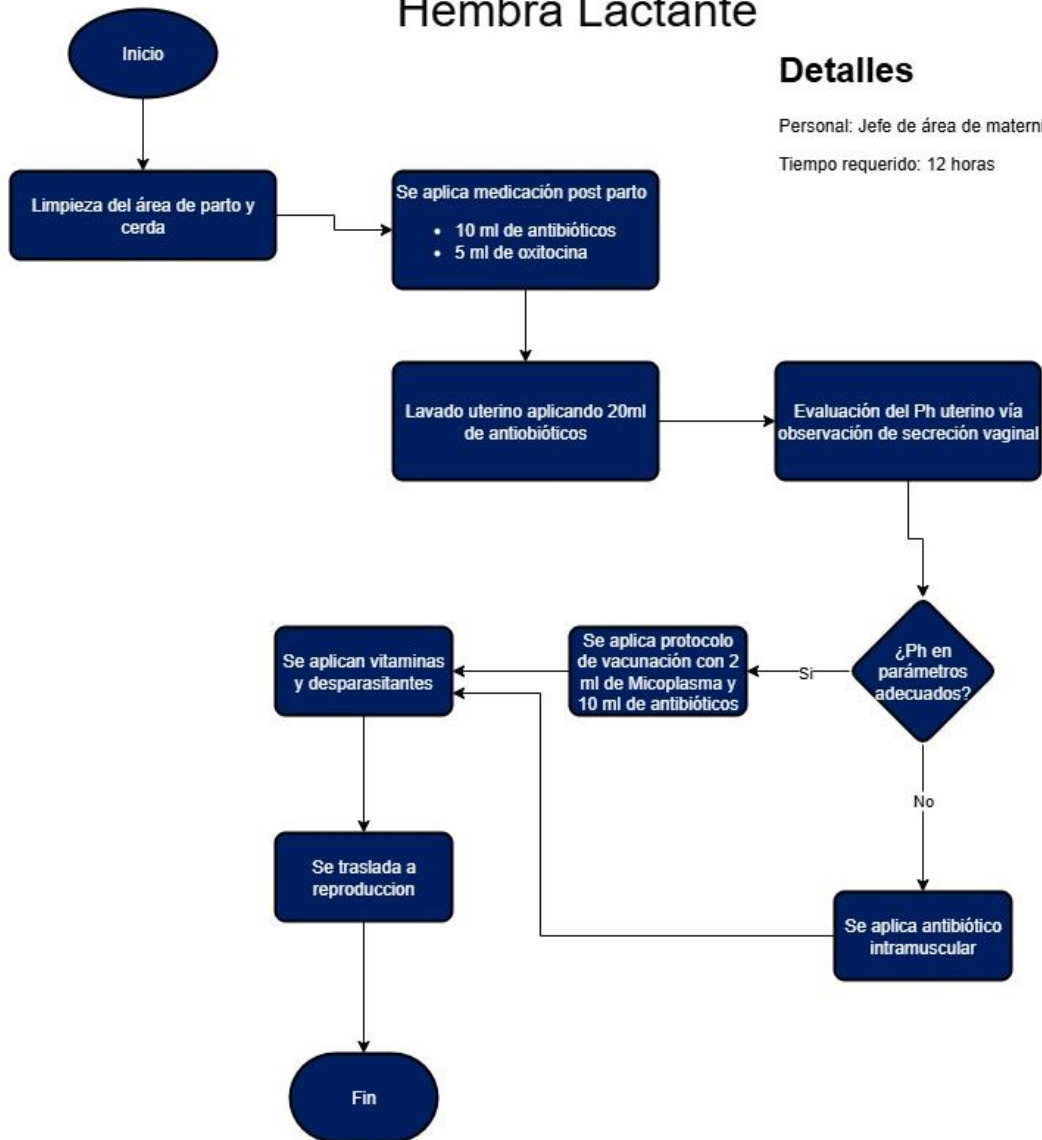 Hembra Lactante
Inicio
Detalles
Personal: Jefe de área de materni
Tiempo requerido: 12 horas
Limpieza del área de parto y
cerda
Se aplica medicación post parto
• 10 ml de antibióticos
• 5 ml de oxitocina
Lavado uterino aplicando 20ml
de antiobióticos
Evaluación del Ph uterino vía
observación de secreción vaginal
¿Ph en
parámetros
adecuados?
Si
Se aplica protocolo
de vacunación con 2
ml de Micoplasma y
10 ml de antibióticos
Se aplican vitaminas
y desparasitantes
No
Se aplica antibiótico
intramuscular
Se traslada a
reproduccion
Fin